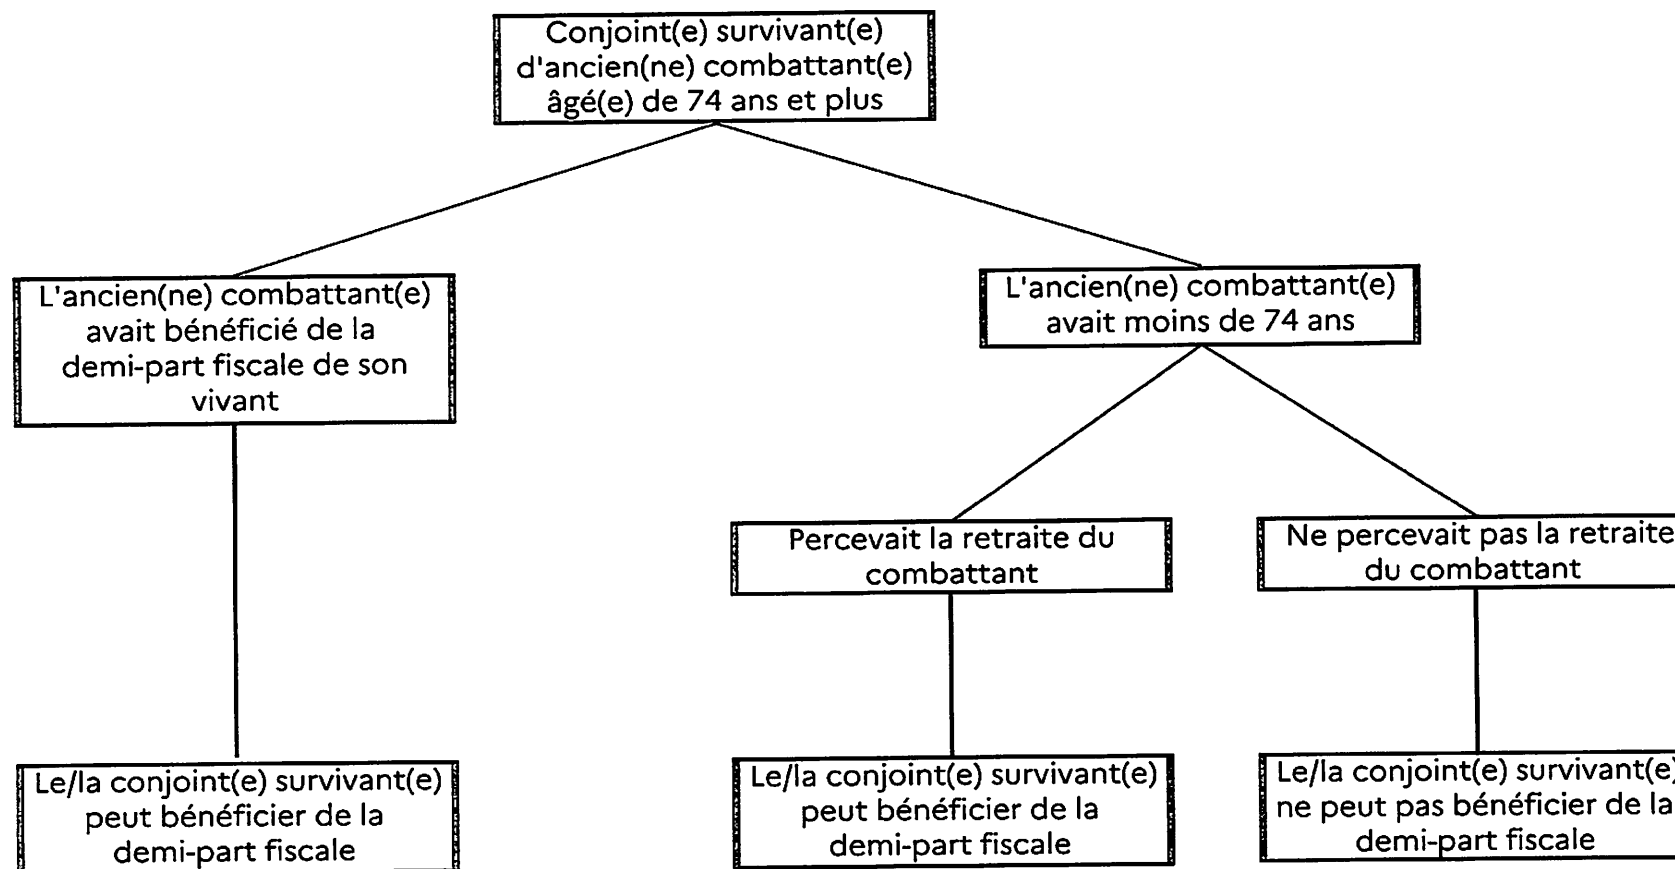 Conjoint(e) survivant(e)
d'ancien(ne) combattant(e)
âgé(e) de 74 ans et plus
L'ancien(ne) combattant(e)
avait bénéficié de la
demi-part fiscale de son
vivant
L'ancien(ne) combattant(e)
avait moins de 74 ans
Percevait la retraite du
combattant
Ne percevait pas la retraite
du combattant
Le/la conjoint(e) survivant(e)
peut bénéficier de la
demi-part fiscale
Le/la conjoint(e) survivant(e)
peut bénéficier de la
demi-part fiscale
Le/la conjoint(e) survivant(e)
ne peut pas bénéficier de la
demi-part fiscale